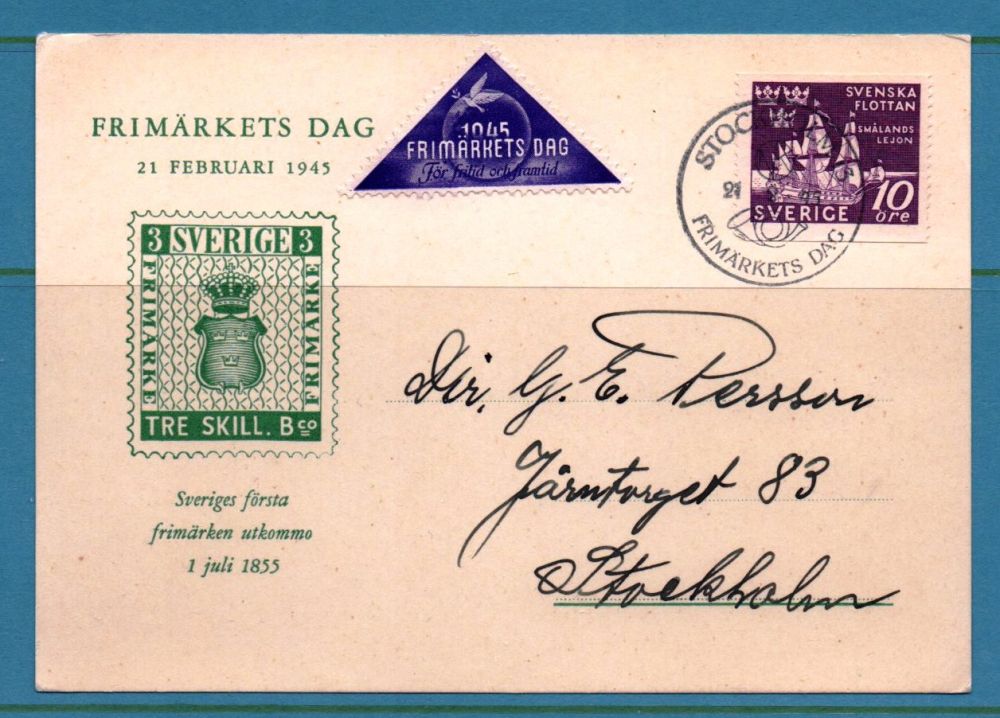 FRIMÄRKETS DAG
21 FEBRUARI 1945
1945
FRIMÄRKETS DAG
För fritid och framtid
SVENSKA
FLOTTAN
SMÅLANDS
LEJON
SVERIGE
10
öre
21
FRIMÄRKETS DAG
3 SVERIGE 3
FRIMÄRKE
FRIMÄRKE
TRE SKILL. Bco
Sveriges första
frimärken utkommo
1 juli 1855
Dir. G. E. Persson
Järntorget 83
Stockholm